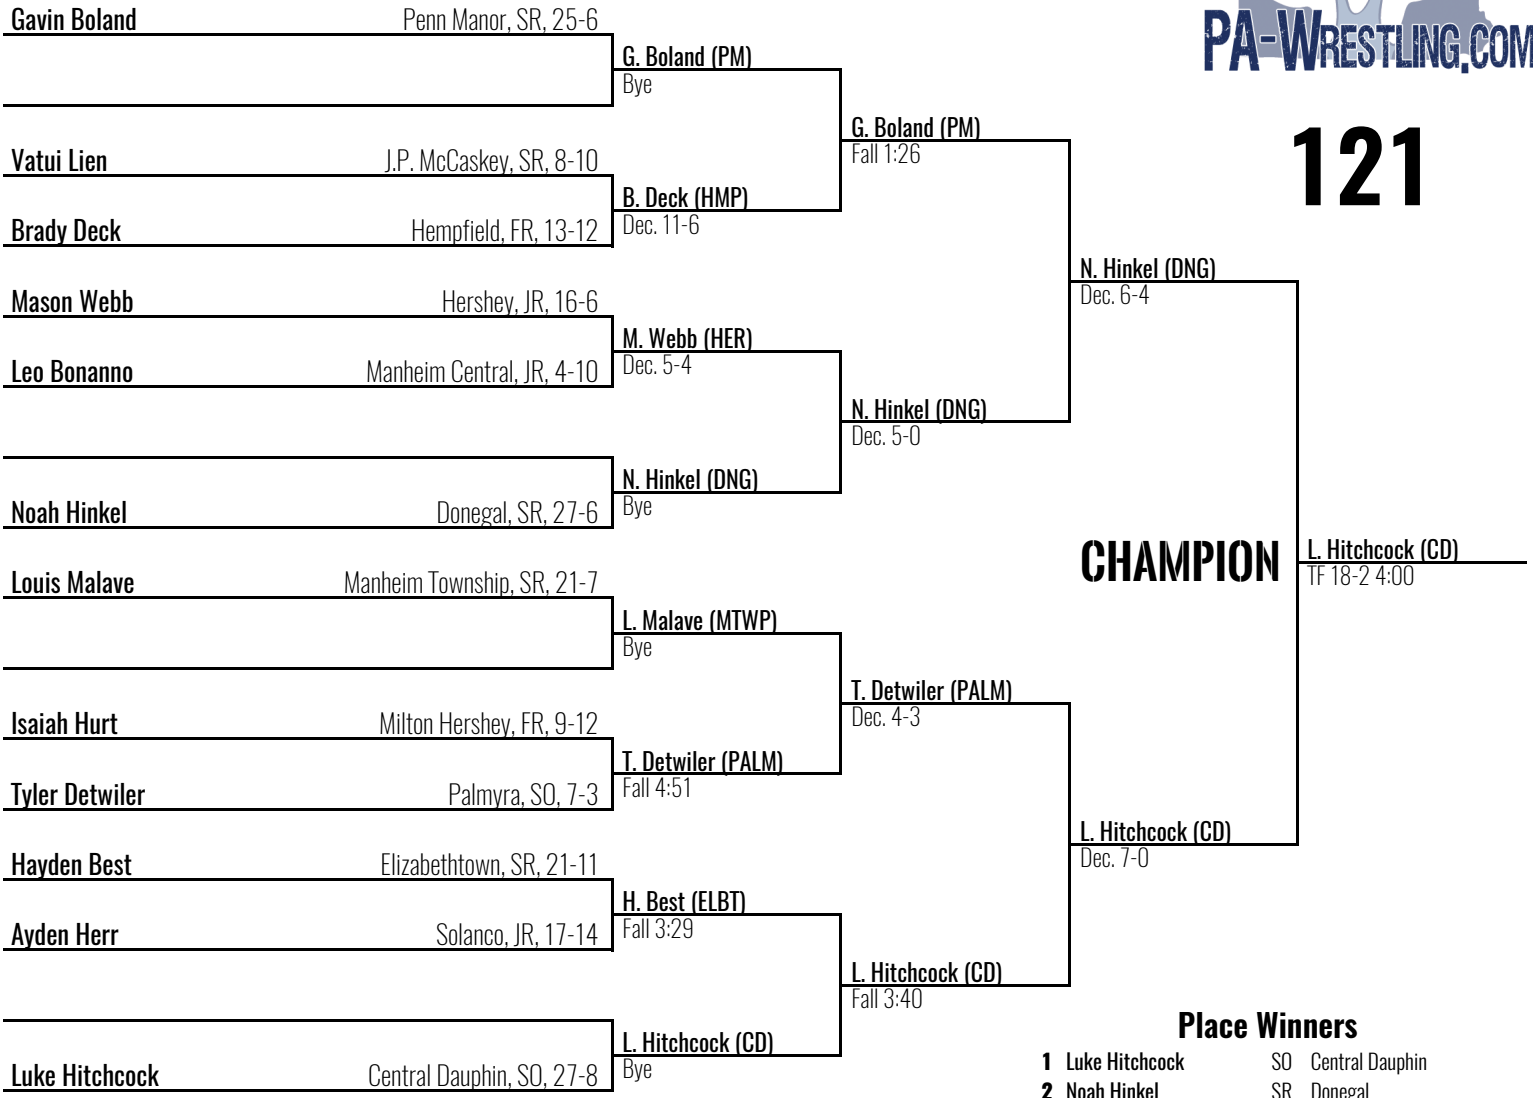 PA-WRESTLING.COM
121
Gavin Boland Penn Manor, SR, 25-6
G. Boland (PM)
Bye
G. Boland (PM)
Fall 1:26
Vatui Lien J.P. McCaskey, SR, 8-10
B. Deck (HMP)
Dec. 11-6
Brady Deck Hempfield, FR, 13-12
N. Hinkel (DNG)
Dec. 6-4
Mason Webb Hershey, JR, 16-6
M. Webb (HER)
Dec. 5-4
Leo Bonanno Manheim Central, JR, 4-10
N. Hinkel (DNG)
Dec. 5-0
N. Hinkel (DNG)
Bye
Noah Hinkel Donegal, SR, 27-6
CHAMPION
L. Hitchcock (CD)
TF 18-2 4:00
Louis Malave Manheim Township, SR, 21-7
L. Malave (MTWP)
Bye
T. Detwiler (PALM)
Dec. 4-3
Isaiah Hurt Milton Hershey, FR, 9-12
T. Detwiler (PALM)
Fall 4:51
Tyler Detwiler Palmyra, SO, 7-3
L. Hitchcock (CD)
Dec. 7-0
Hayden Best Elizabethtown, SR, 21-11
H. Best (ELBT)
Fall 3:29
Ayden Herr Solanco, JR, 17-14
L. Hitchcock (CD)
Fall 3:40
L. Hitchcock (CD)
Bye
Luke Hitchcock Central Dauphin, SO, 27-8
Place Winners
1 Luke Hitchcock SO Central Dauphin
2 Noah Hinkel SR Donegal